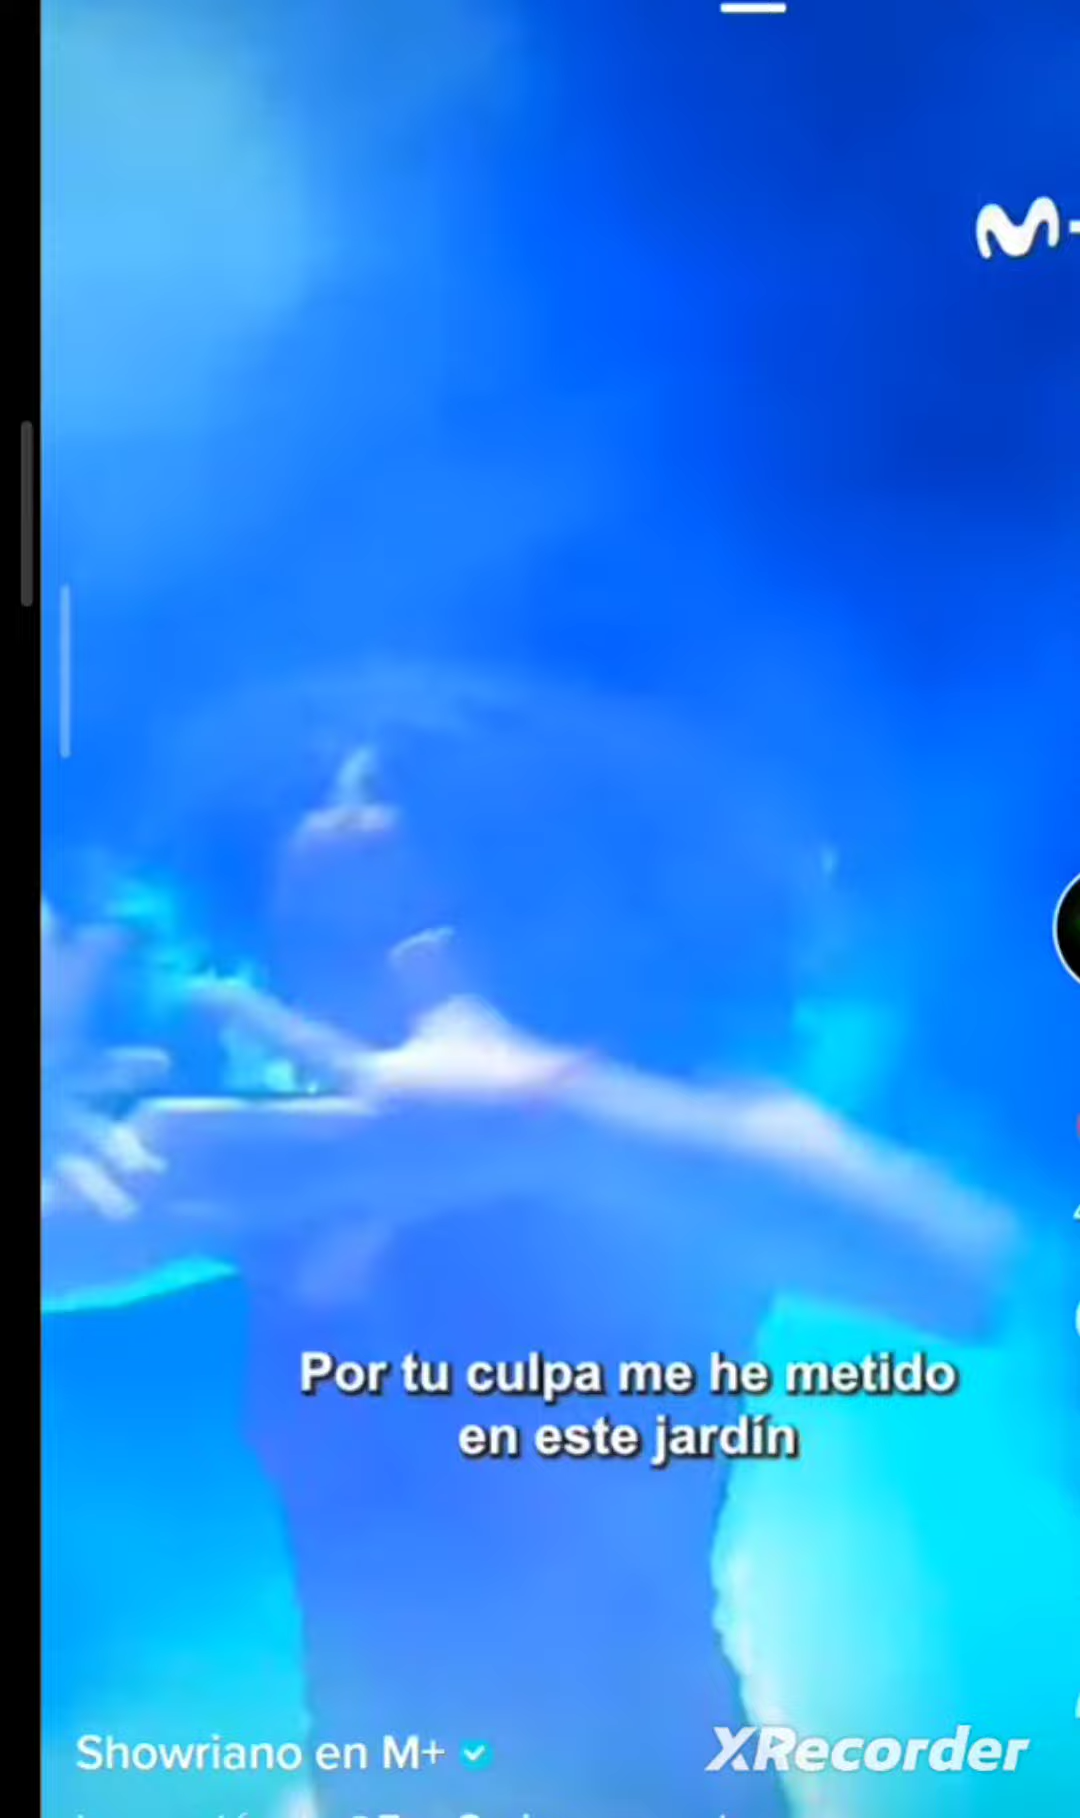 M+
Por tu culpa me he metido
en este jardín
Showriano en M+
XRecorder